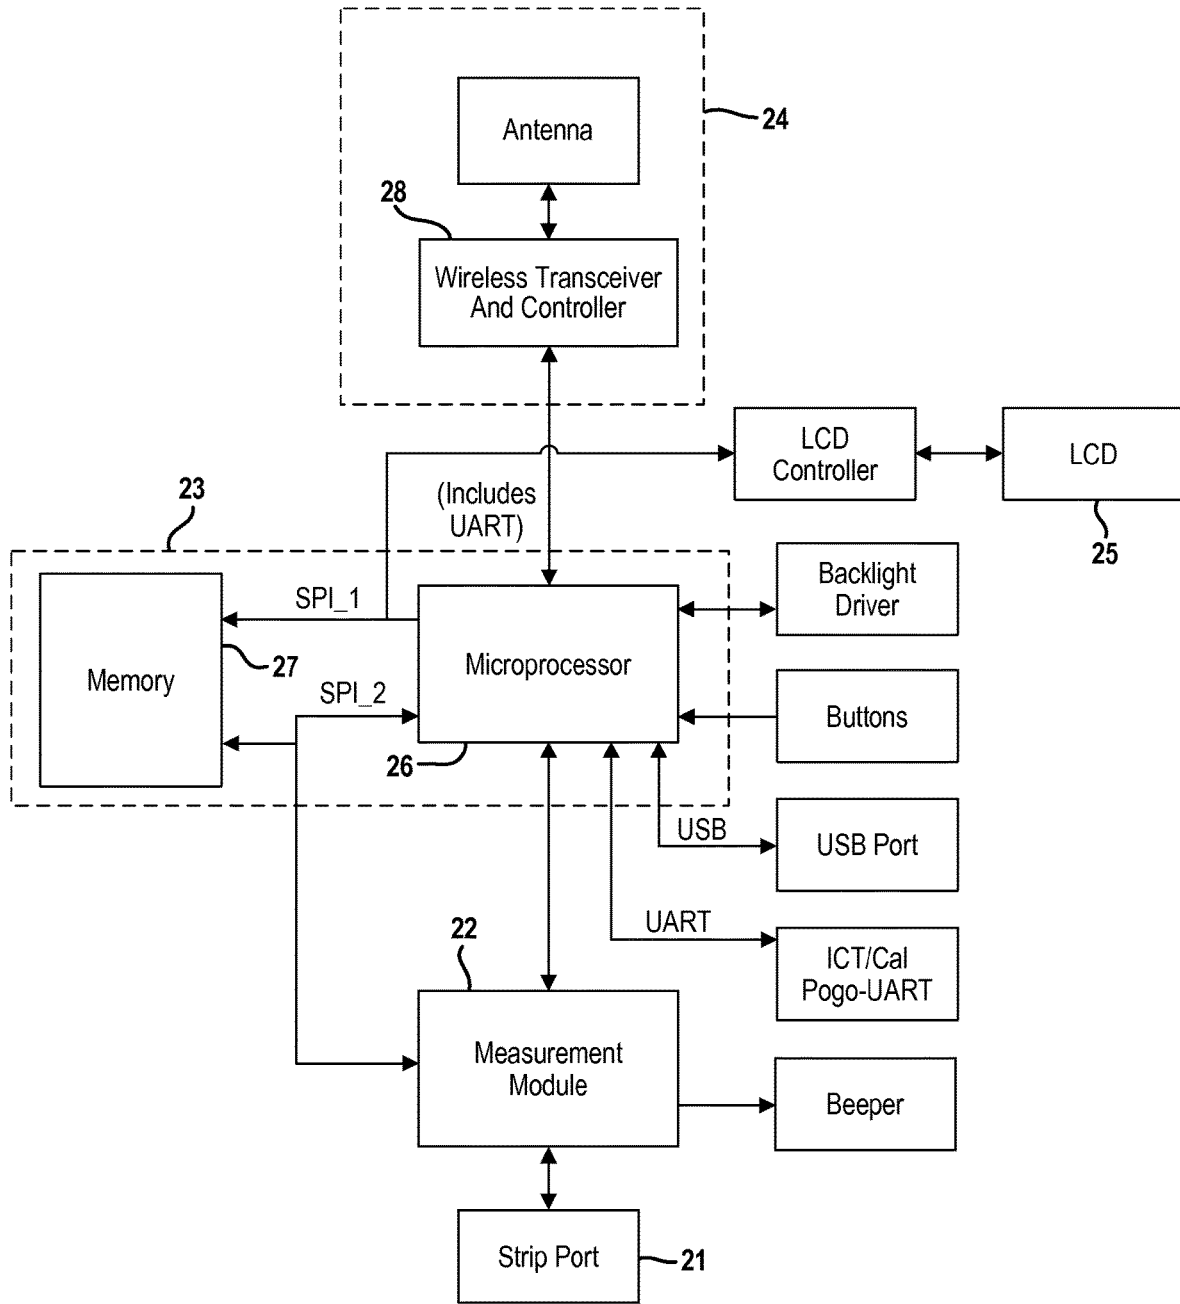 24
Antenna
28
Wireless Transceiver
And Controller
LCD
Controller
LCD
25
(Includes
UART)
23
Backlight
Driver
SPI_1
Memory
27
Microprocessor
SPI_2
Buttons
26
USB
USB Port
UART
ICT/Cal
Pogo-UART
22
Measurement
Module
Beeper
Strip Port
21